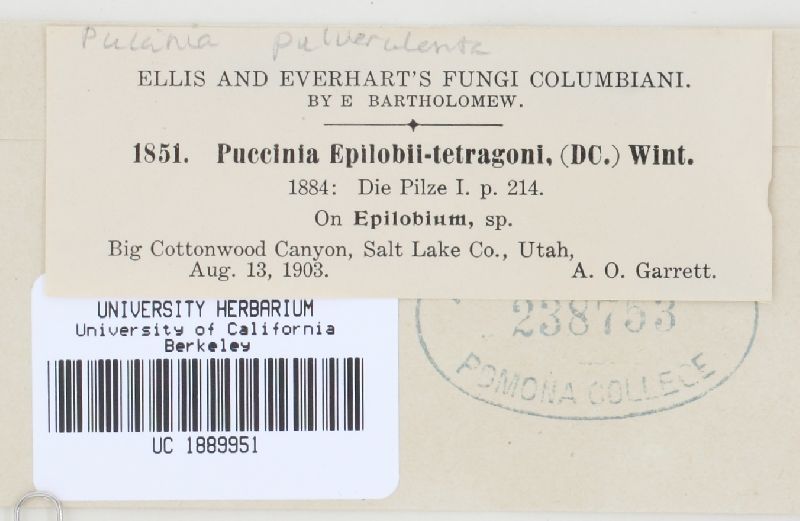 Pucinia pulverulenta
ELLIS AND EVERHART'S FUNGI COLUMBIANI.
BY E BARTHOLOMEW.
1851. Puccinia Epilobii-tetragoni, (DC.) Wint.
1884: Die Pilze I. p. 214.
On Epilobium, sp.
Big Cottonwood Canyon, Salt Lake Co., Utah,
Aug. 13, 1903. A. O. Garrett.
UNIVERSITY HERBARIUM
University of California
Berkeley
UC 1889951
238753
POMONA COLLEGE